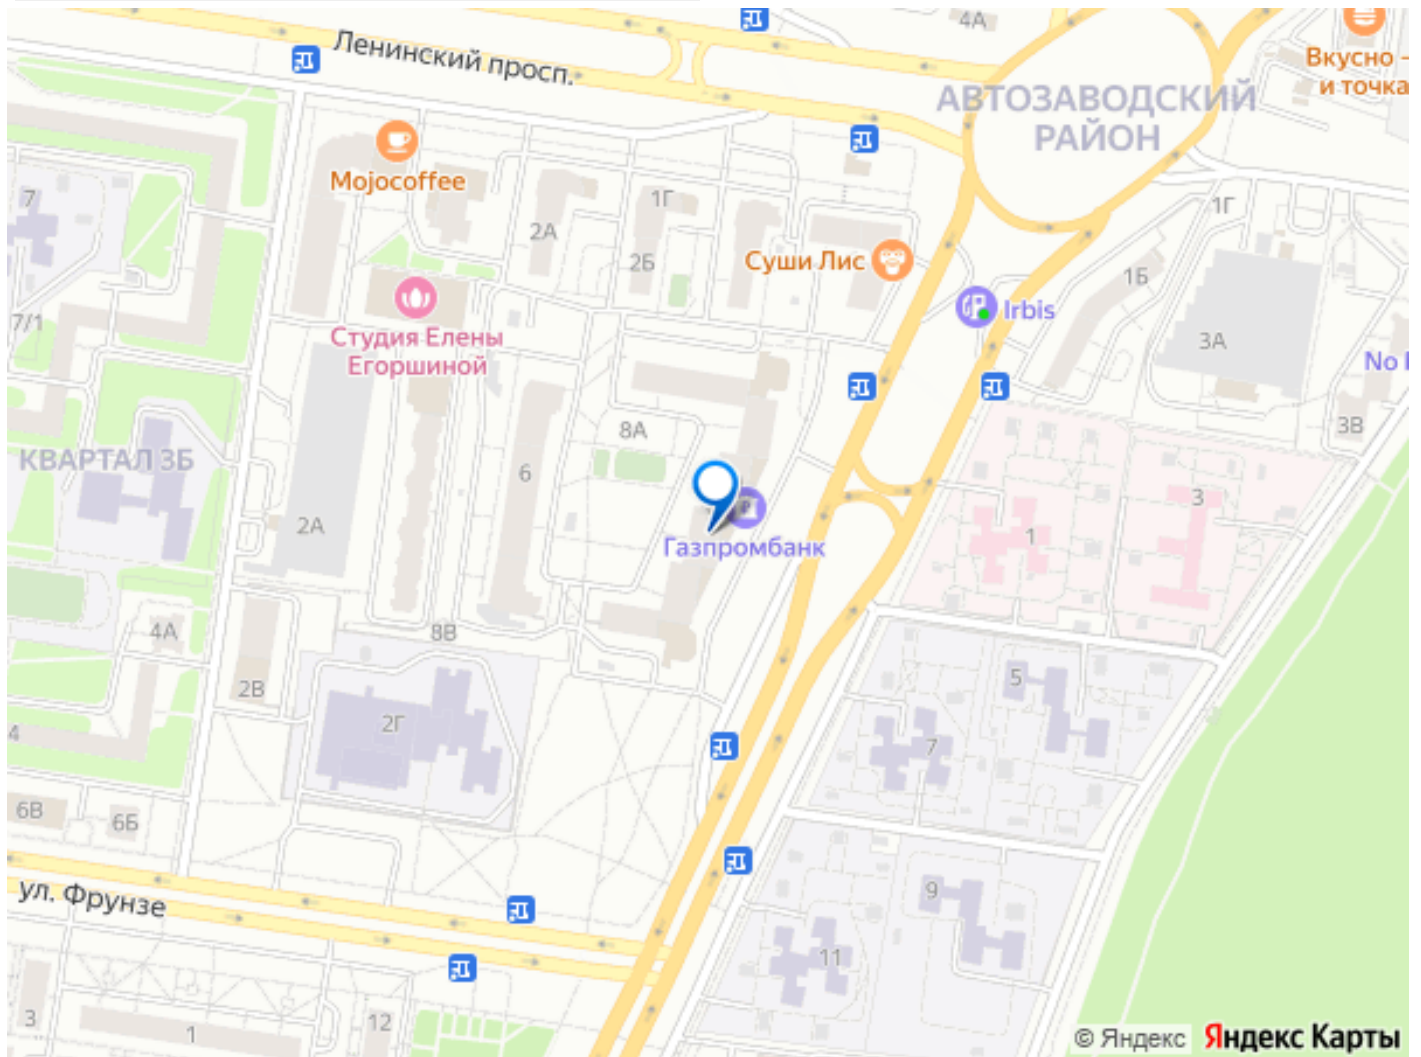 4А
Ленинский просп.
Вкусно –
и точка
АВТОЗАВОДСКИЙ
РАЙОН
Mojocoffee
7
1Г
1Г
2А
2Б
Суши Лис
1Б
Irbis
7/1
Студия Елены
Егоршиной
3А
No
8А
3В
КВАРТАЛ 3Б
6
3
2А
Газпромбанк
1
4А
8В
2В
5
2Г
4
7
6В
6Б
9
ул. Фрунзе
11
3
1
12
© Яндекс Яндекс Карты